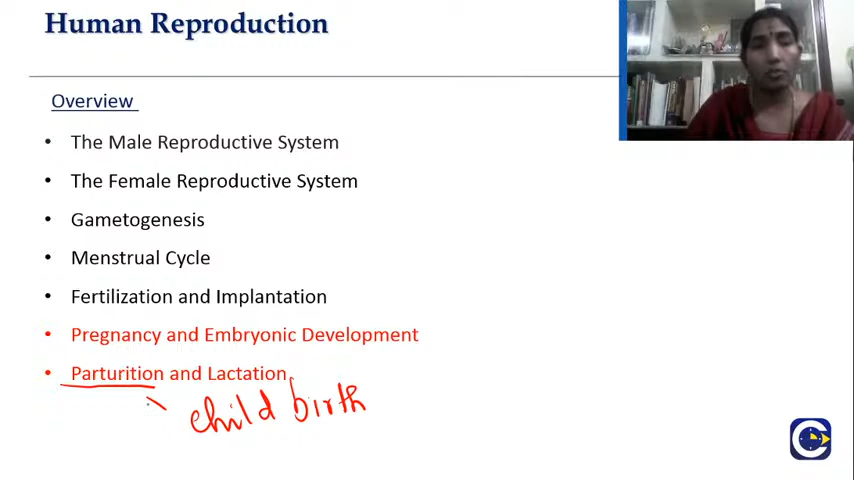 Human Reproduction
Overview
• The Male Reproductive System
• The Female Reproductive System
• Gametogenesis
• Menstrual Cycle
• Fertilization and Implantation
• Pregnancy and Embryonic Development
• Parturition and Lactation
child birth